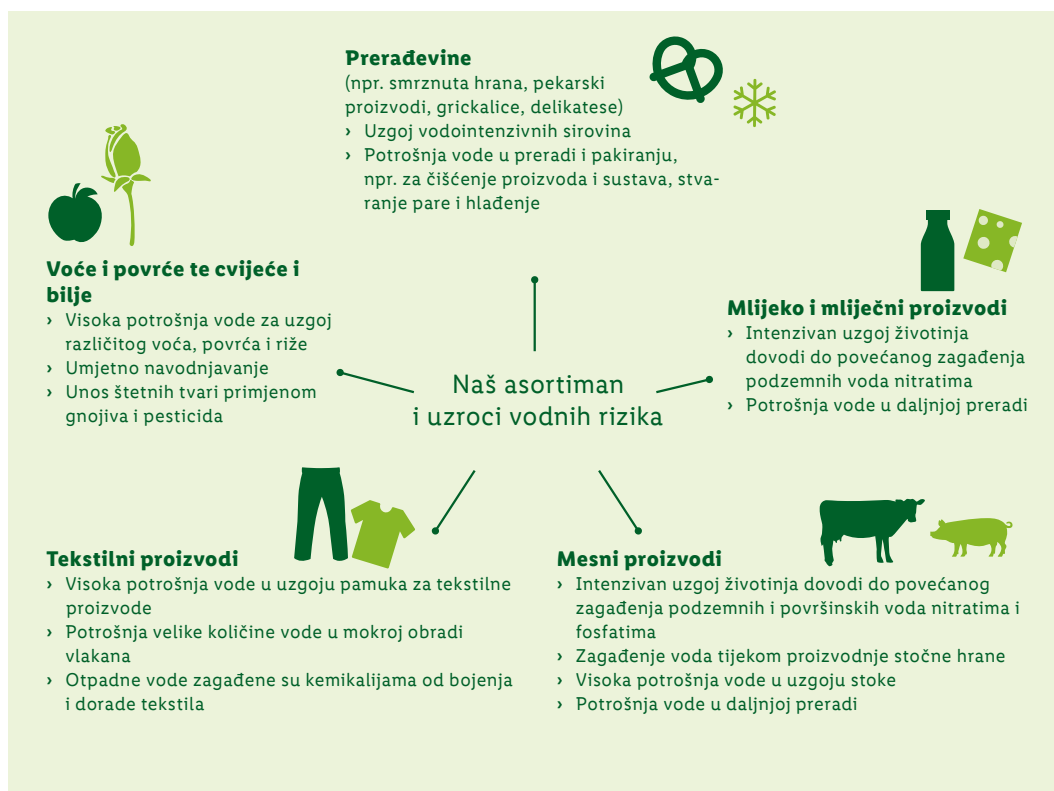 Prerađevine
(npr. smrznuta hrana, pekarski
proizvodi, grickalice, delikatese)
› Uzgoj vodointenzivnih sirovina
› Potrošnja vode u preradi i pakiranju,
npr. za čišćenje proizvoda i sustava, stva-
ranje pare i hlađenje
Voće i povrće te cvijeće i
bilje
› Visoka potrošnja vode za uzgoj
različitog voća, povrća i riže
› Umjetno navodnjavanje
› Unos štetnih tvari primjenom
gnojiva i pesticida
Naš asortiman
i uzroci vodnih rizika
Mlijeko i mliječni proizvodi
› Intenzivan uzgoj životinja
dovodi do povećanog zagađenja
podzemnih voda nitratima
› Potrošnja vode u daljnjoj preradi
Tekstilni proizvodi
› Visoka potrošnja vode u uzgoju pamuka za tekstilne
proizvode
› Potrošnja velike količine vode u mokroj obradi
vlakana
› Otpadne vode zagađene su kemikalijama od bojenja
i dorade tekstila
Mesni proizvodi
› Intenzivan uzgoj životinja dovodi do povećanog
zagađenja podzemnih i površinskih voda nitratima i
fosfatima
› Zagađenje voda tijekom proizvodnje stočne hrane
› Visoka potrošnja vode u uzgoju stoke
› Potrošnja vode u daljnjoj preradi